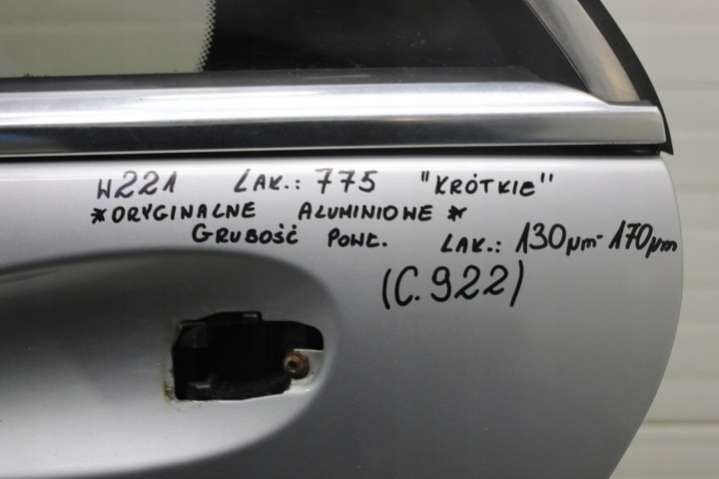 W221 LAK.: 775 "KRÓTKIE"
*ORYGINALNE ALUMINIOWE*
GRUBOŚĆ POWŁ. LAK.: 130µm-170µm
(C.922)